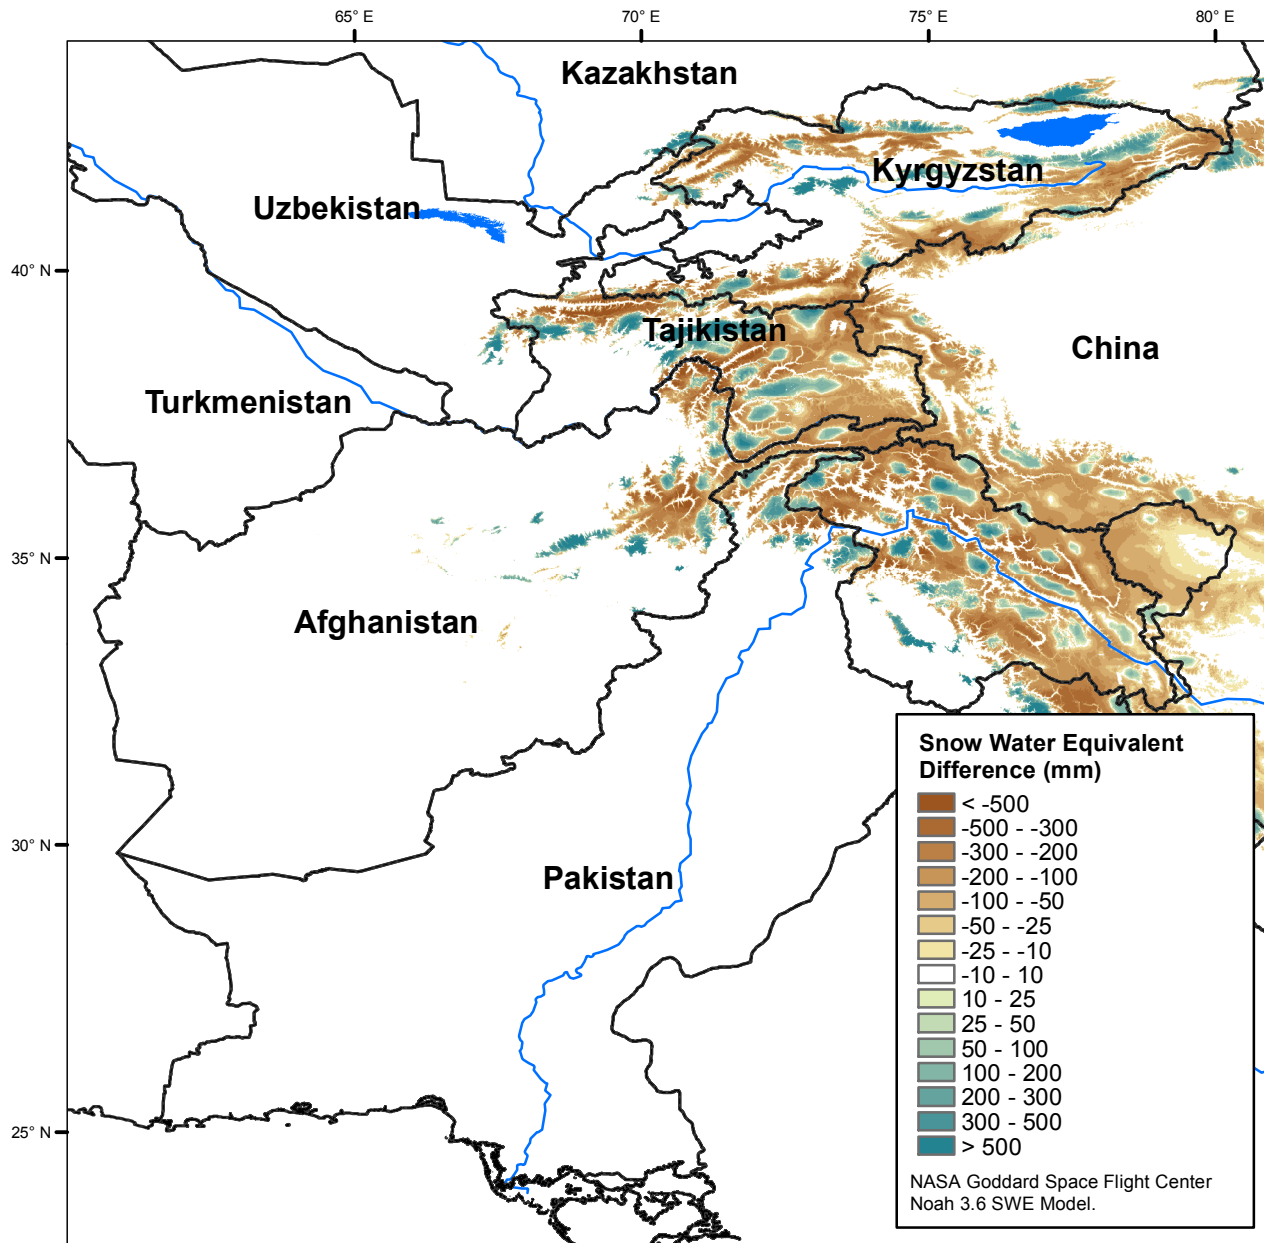 65° E
70° E
75° E
80° E
Kazakhstan
Kyrgyzstan
Uzbekistan
40° N
Tajikistan
China
Turkmenistan
35° N
Afghanistan
Snow Water Equivalent
Difference (mm)
< -500
-500 - -300
-300 - -200
-200 - -100
-100 - -50
-50 - -25
-25 - -10
-10 - 10
10 - 25
25 - 50
50 - 100
100 - 200
200 - 300
300 - 500
> 500
NASA Goddard Space Flight Center
Noah 3.6 SWE Model.
30° N
Pakistan
25° N